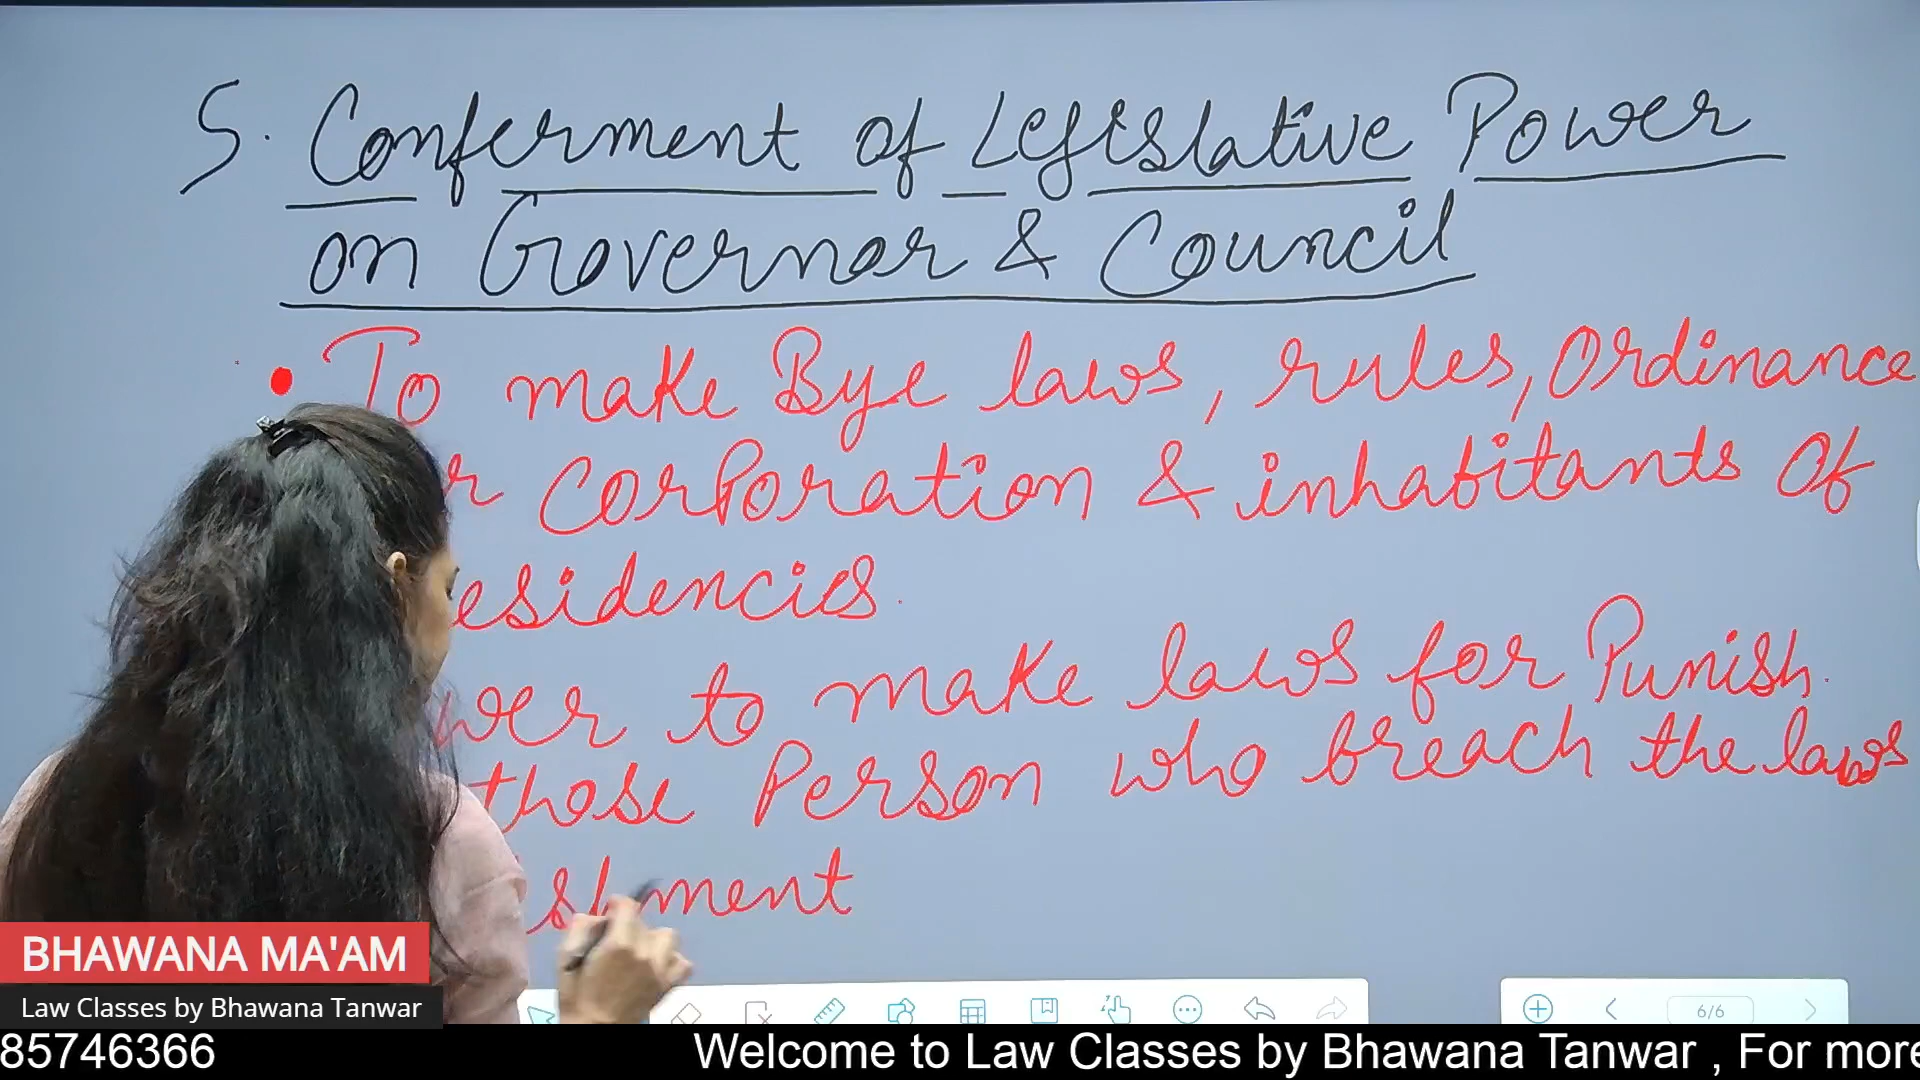 5. Conferment of Legislative Power
on Governor & Council
• To make Bye laws, rules, Ordinance
r corporation & inhabitants of
esidencies.
wer to make laws for Punish.
those Person who breach the laws
shment
BHAWANA MA'AM
Law Classes by Bhawana Tanwar
6/6
85746366 Welcome to Law Classes by Bhawana Tanwar , For more